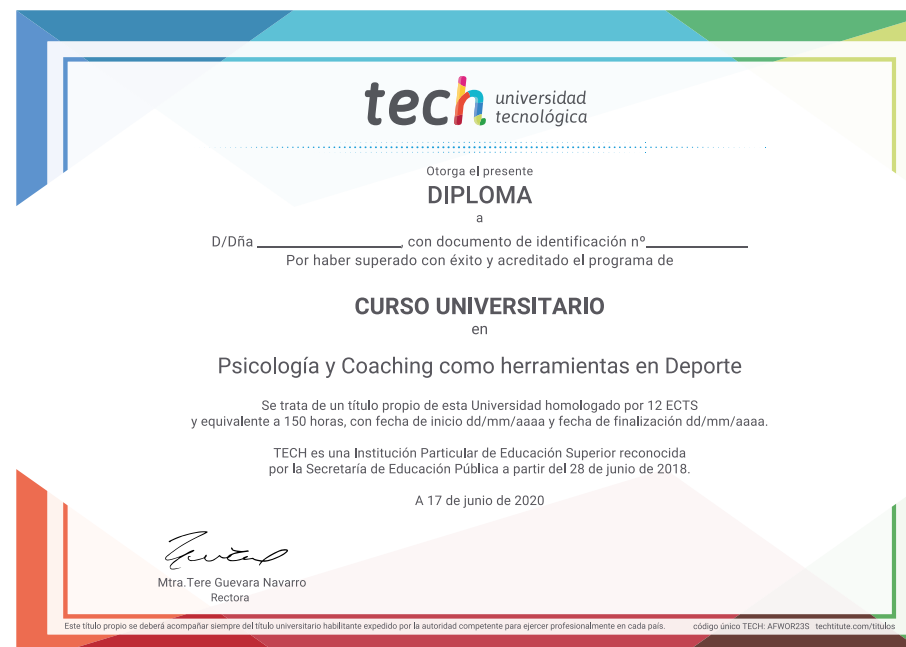 tech universidad
tecnológica
Otorga el presente
DIPLOMA
a
D/Dña ____________________, con documento de identificación nº______________
Por haber superado con éxito y acreditado el programa de
CURSO UNIVERSITARIO
en
Psicología y Coaching como herramientas en Deporte
Se trata de un título propio de esta Universidad homologado por 12 ECTS
y equivalente a 150 horas, con fecha de inicio dd/mm/aaaa y fecha de finalización dd/mm/aaaa.
TECH es una Institución Particular de Educación Superior reconocida
por la Secretaría de Educación Pública a partir del 28 de junio de 2018.
A 17 de junio de 2020
Mtra.Tere Guevara Navarro
Rectora
Este título propio se deberá acompañar siempre del título universitario habilitante expedido por la autoridad competente para ejercer profesionalmente en cada país. código único TECH: AFWOR23S techtitute.com/titulos